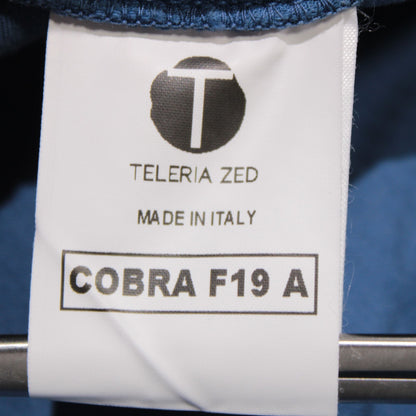 T
TELERIA ZED
MADE IN ITALY
COBRA F19 A